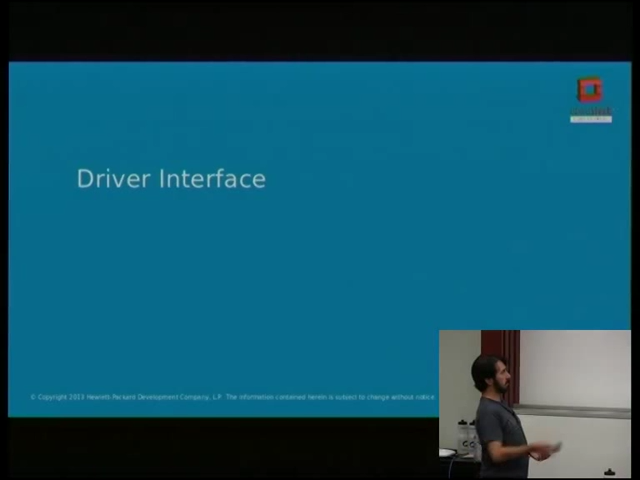 Driver Interface
© Copyright 2013 Hewlett-Packard Development Company, L.P. The information contained herein is subject to change without notice.